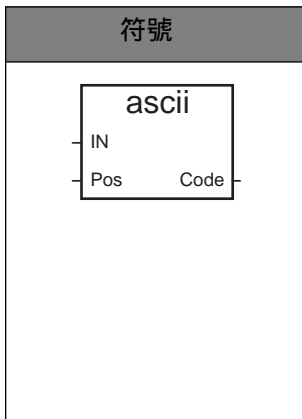 符號
ascii
IN
Pos Code